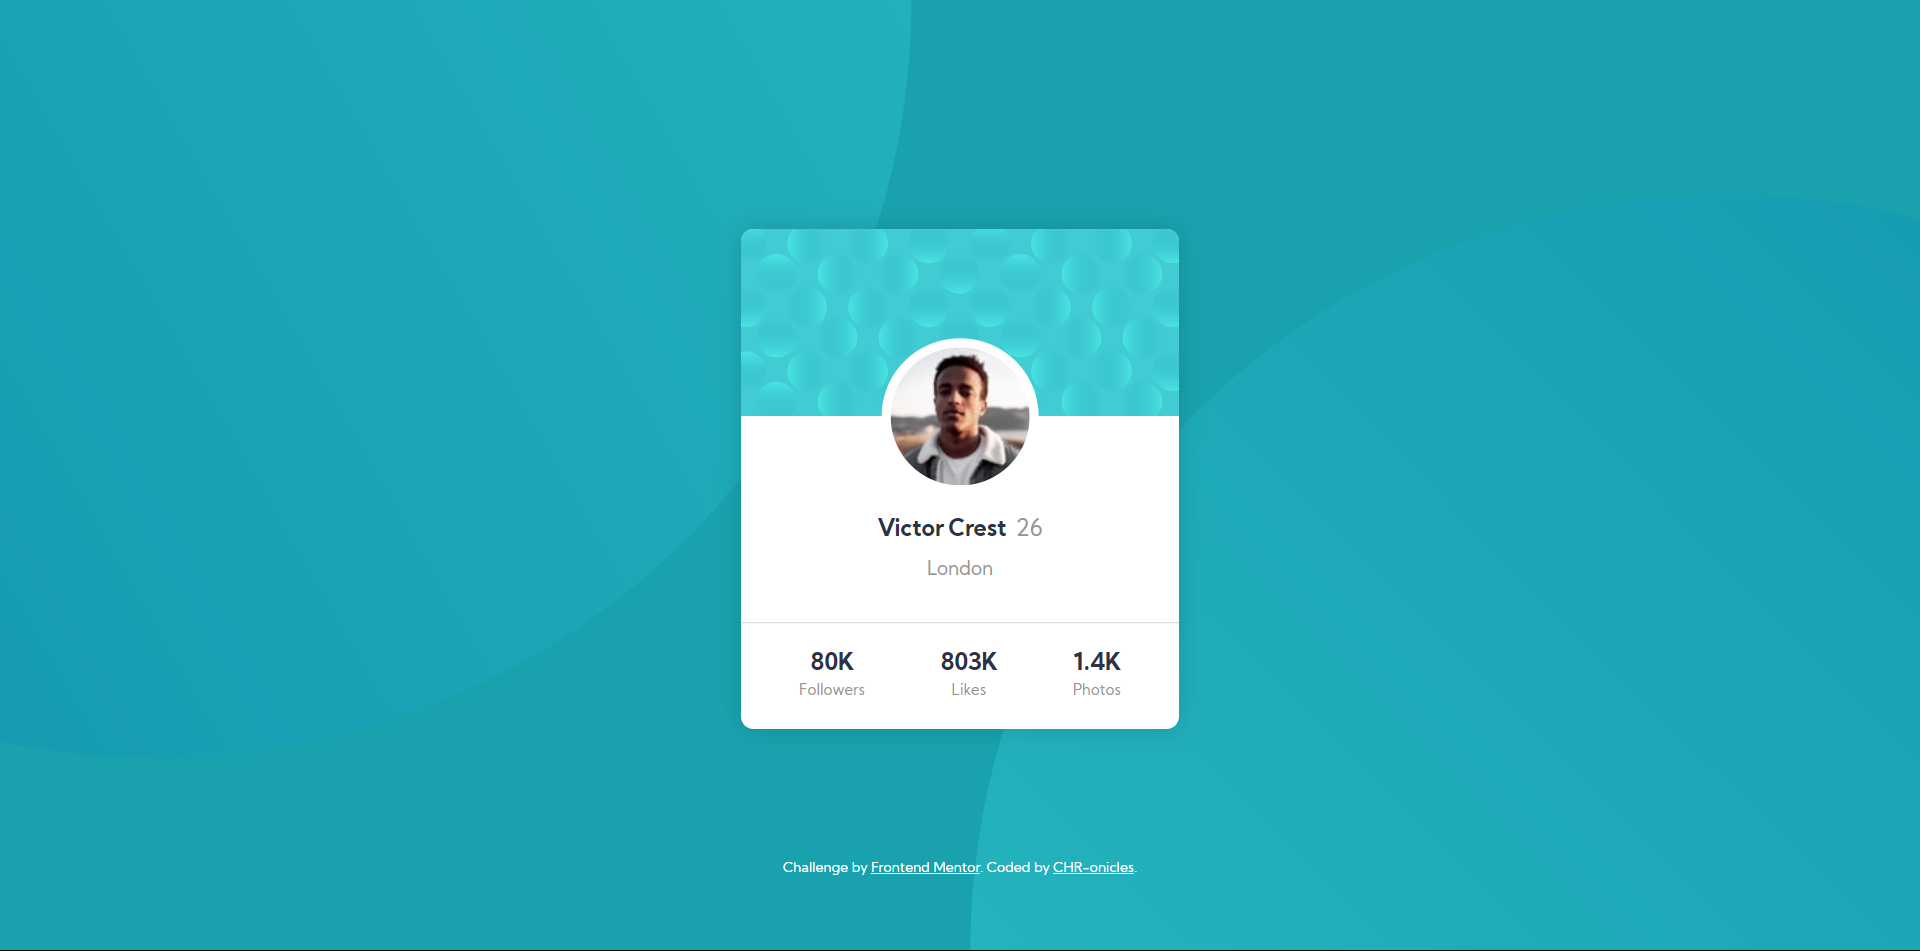 Victor Crest 26
London
80K 803K 1.4K
Followers Likes Photos
Challenge by Frontend Mentor. Coded by CHR-onicles.